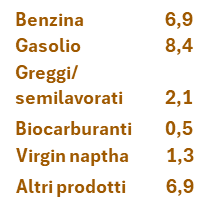 Benzina 6,9
Gasolio 8,4
Greggi/
semilavorati 2,1
Biocarburanti 0,5
Virgin naptha 1,3
Altri prodotti 6,9